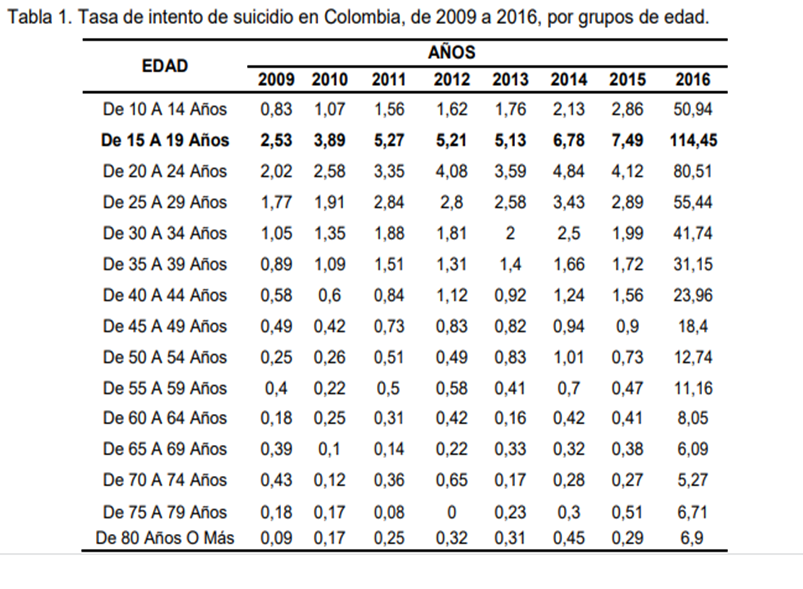 Tabla 1. Tasa de intento de suicidio en Colombia, de 2009 a 2016, por grupos de edad.
EDAD AÑOS
2009 2010 2011 2012 2013 2014 2015 2016
De 10 A 14 Años 0,83 1,07 1,56 1,62 1,76 2,13 2,86 50,94
De 15 A 19 Años 2,53 3,89 5,27 5,21 5,13 6,78 7,49 114,45
De 20 A 24 Años 2,02 2,58 3,35 4,08 3,59 4,84 4,12 80,51
De 25 A 29 Años 1,77 1,91 2,84 2,8 2,58 3,43 2,89 55,44
De 30 A 34 Años 1,05 1,35 1,88 1,81 2 2,5 1,99 41,74
De 35 A 39 Años 0,89 1,09 1,51 1,31 1,4 1,66 1,72 31,15
De 40 A 44 Años 0,58 0,6 0,84 1,12 0,92 1,24 1,56 23,96
De 45 A 49 Años 0,49 0,42 0,73 0,83 0,82 0,94 0,9 18,4
De 50 A 54 Años 0,25 0,26 0,51 0,49 0,83 1,01 0,73 12,74
De 55 A 59 Años 0,4 0,22 0,5 0,58 0,41 0,7 0,47 11,16
De 60 A 64 Años 0,18 0,25 0,31 0,42 0,16 0,42 0,41 8,05
De 65 A 69 Años 0,39 0,1 0,14 0,22 0,33 0,32 0,38 6,09
De 70 A 74 Años 0,43 0,12 0,36 0,65 0,17 0,28 0,27 5,27
De 75 A 79 Años 0,18 0,17 0,08 0 0,23 0,3 0,51 6,71
De 80 Años O Más 0,09 0,17 0,25 0,32 0,31 0,45 0,29 6,9